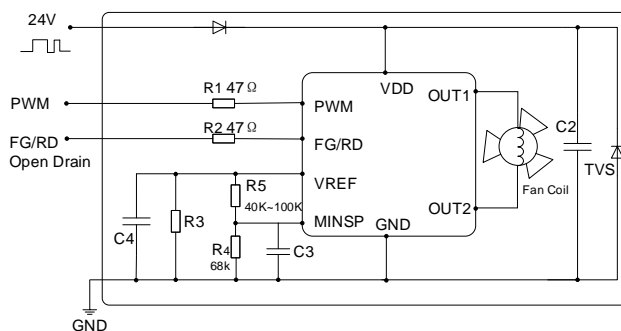 24V
R1 47Ω
PWM
PWM
VDD
OUT1
R2 47Ω
FG/RD
Open Drain
FG/RD
C2
TVS
Fan Coil
VREF
R5
40K~100K
MINSP
GND
OUT2
C4
R3
R4
68k
C3
GND